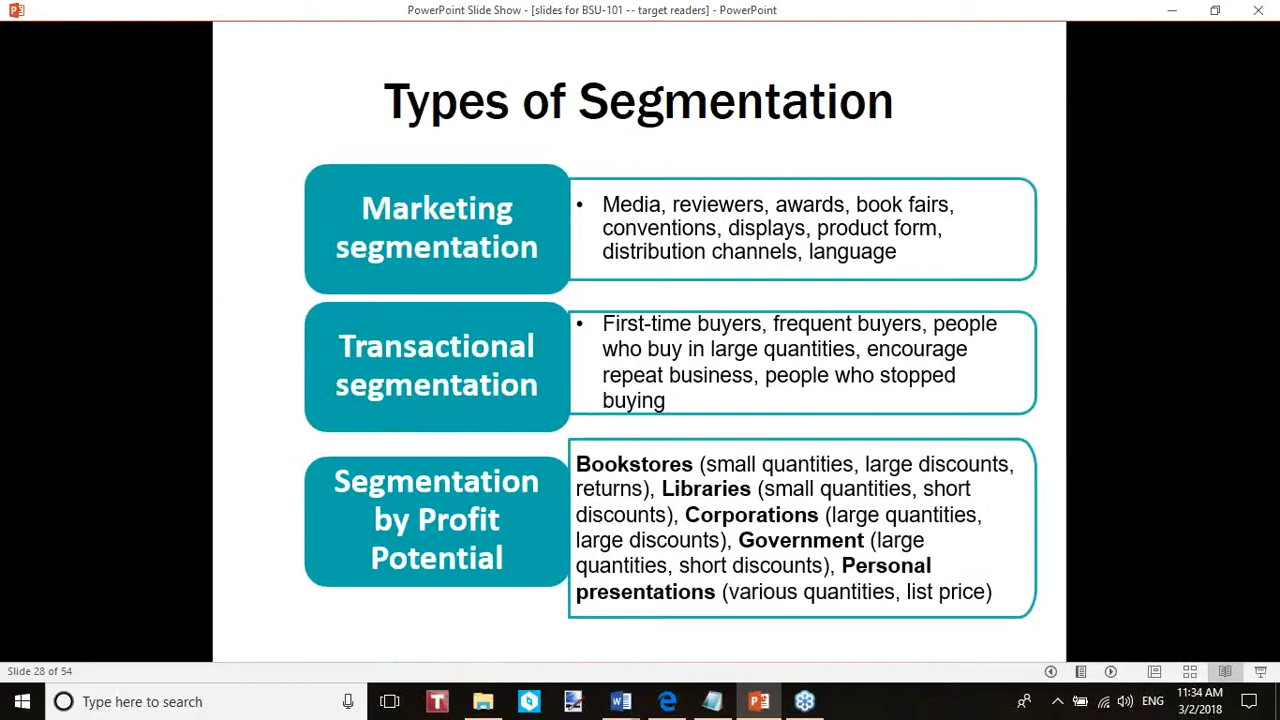 PowerPoint Slide Show - [slides for BSU-101 -- target readers] - PowerPoint
Types of Segmentation
Marketing
segmentation
• Media, reviewers, awards, book fairs,
conventions, displays, product form,
distribution channels, language
Transactional
segmentation
• First-time buyers, frequent buyers, people
who buy in large quantities, encourage
repeat business, people who stopped
buying
Segmentation
by Profit
Potential
Bookstores (small quantities, large discounts,
returns), Libraries (small quantities, short
discounts), Corporations (large quantities,
large discounts), Government (large
quantities, short discounts), Personal
presentations (various quantities, list price)
Slide 28 of 54
Type here to search
ENG
11:34 AM
3/2/2018